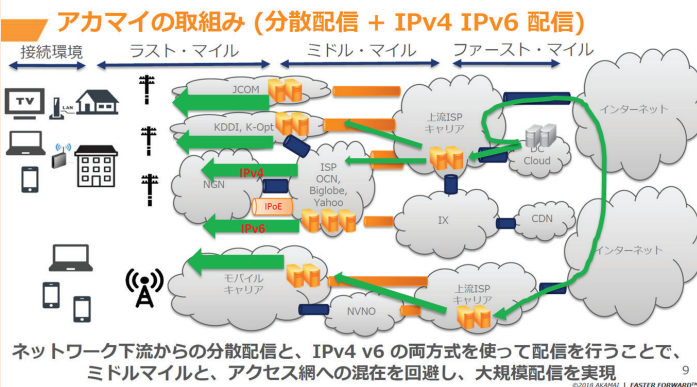 アカマイの取組み (分散配信 + IPv4 IPv6 配信)
接続環境
ラスト・マイル
ミドル・マイル
ファースト・マイル
TV
LAN
JCOM
KDDI, K-Opt
上流ISP
キャリア
インターネット
DC
Cloud
IPv4
NGN
ISP
OCN,
Biglobe,
Yahoo
IPoE
IPv6
IX
CDN
モバイル
キャリア
NVNO
上流ISP
キャリア
インターネット
ネットワーク下流からの分散配信と、IPv4 v6 の両方式を使って配信を行うことで、
ミドルマイルと、アクセス網への混在を回避し、大規模配信を実現
9
©2018 AKAMAI | FASTER FORWARD™